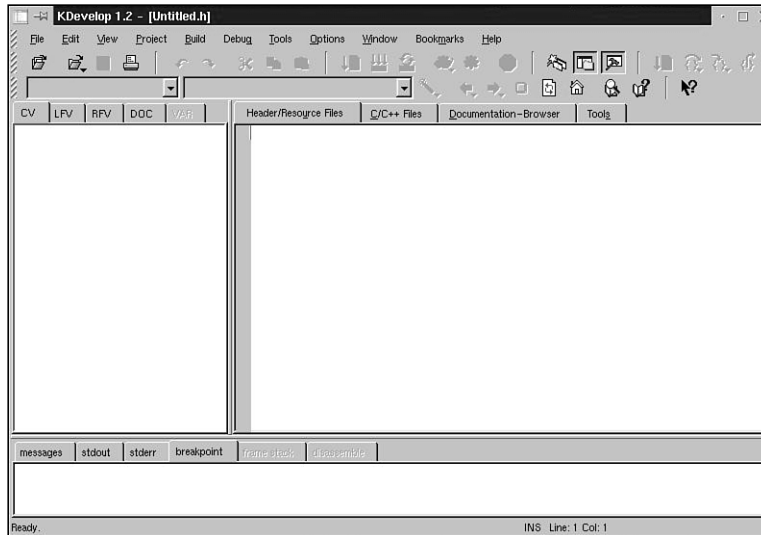 KDevelop 1.2 - [Untitled.h]
File Edit View Project Build Debug Tools Options Window Bookmarks Help
CV LFV RFV DOC VAR Header/Resource Files C/C++ Files Documentation-Browser Tools
messages stdout stderr breakpoint frame stack disassemble
Ready. INS Line: 1 Col: 1